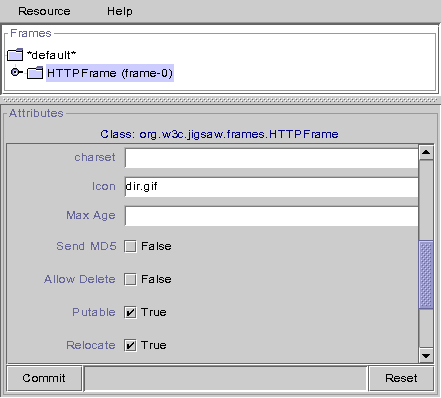 Resource Help
Frames
*default*
HTTPFrame (frame-0)
Attributes
Class: org.w3c.jigsaw.frames.HTTPFrame
charset
Icon dir.gif
Max Age
Send MD5 False
Allow Delete False
Putable True
Relocate True
Commit Reset